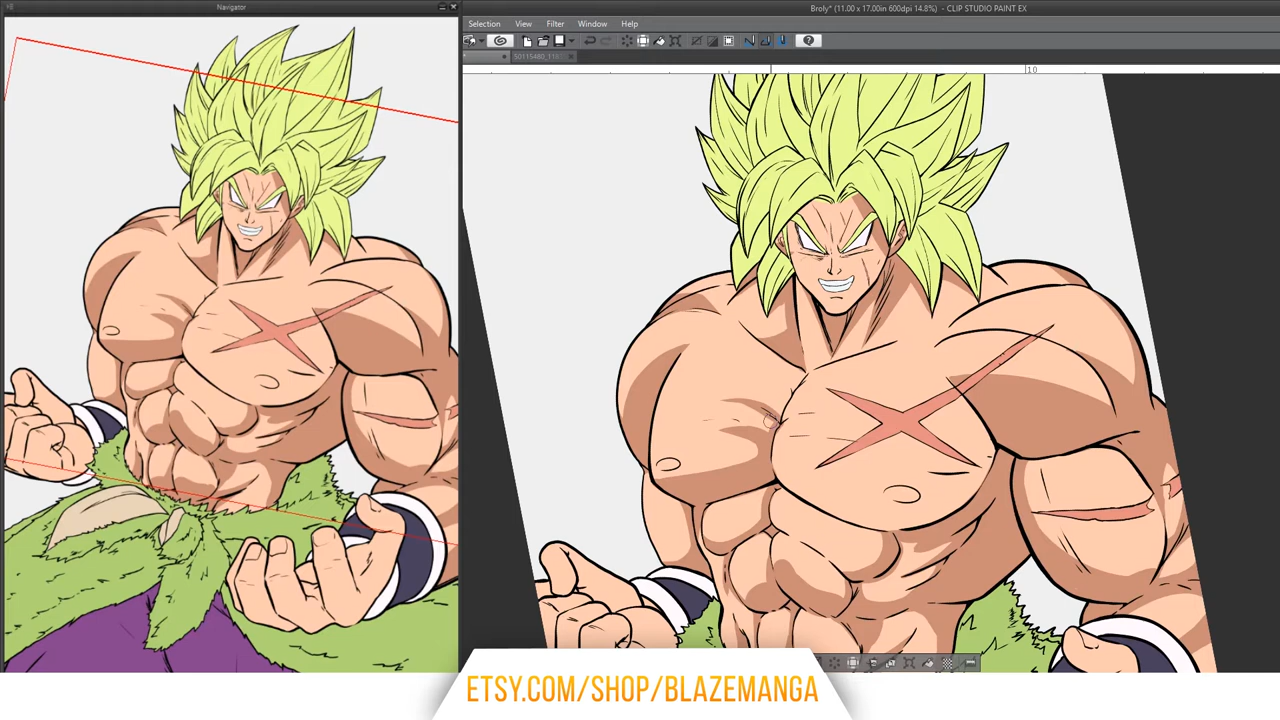 Navigator
Broly* (11.00 x 17.00in 600dpi 14.8%) - CLIP STUDIO PAINT EX
Selection View Filter Window Help
10
ETSY.COM/SHOP/BLAZEMANGA